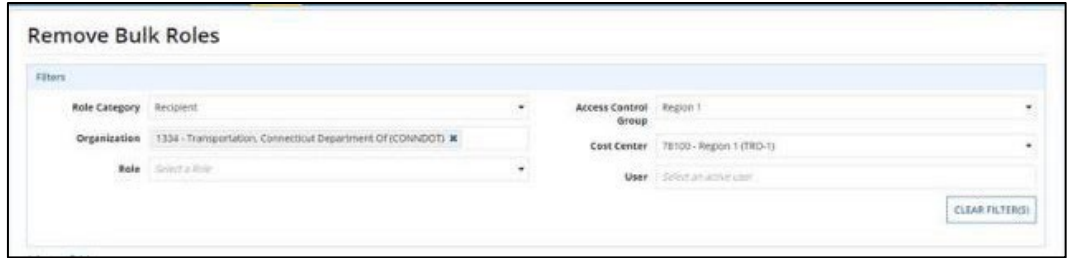 Remove Bulk Roles
Filters
Role Category Recipient
Organization 1334 - Transportation, Connecticut Department Of (CONNDOT) ✖
Role Select a Role
Access Control Group Region 1
Cost Center 78100 - Region 1 (TRO-1)
User Select an active user
CLEAR FILTER(S)